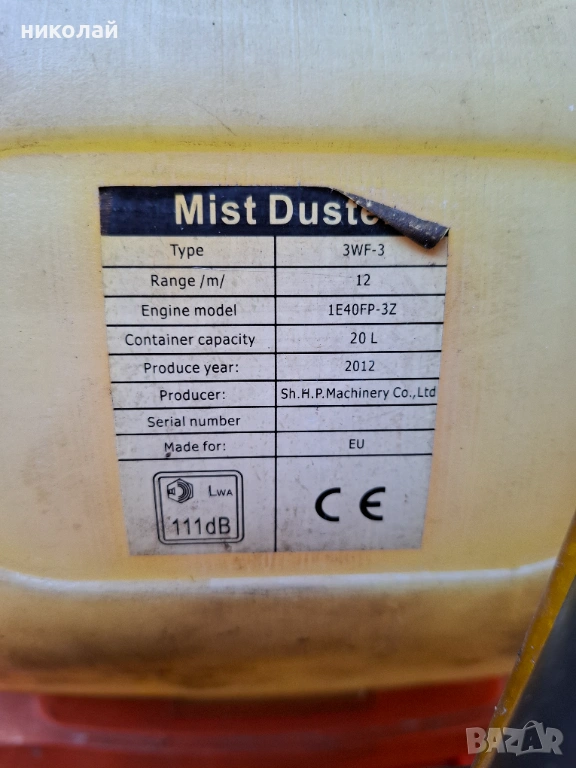 николай
Mist Duste
Type 3WF-3
Range /m/ 12
Engine model 1E40FP-3Z
Container capacity 20 L
Produce year: 2012
Producer: Sh.H.P.Machinery Co.,Ltd
Serial number
Made for: EU
LWA
111dB
CE
BAZAR